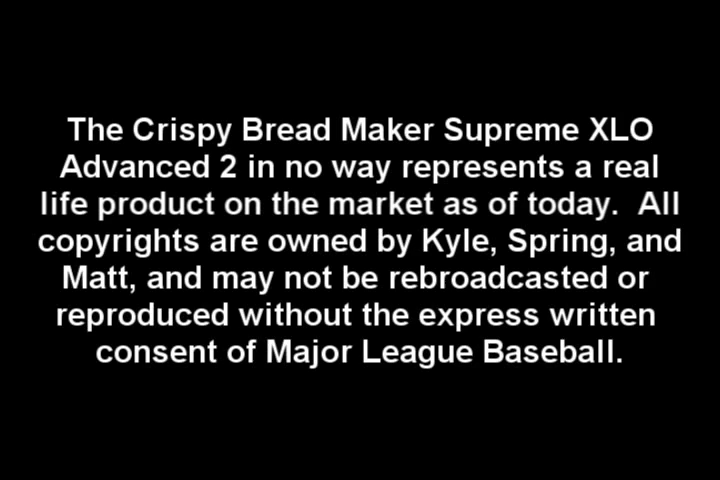 The Crispy Bread Maker Supreme XLO
Advanced 2 in no way represents a real
life product on the market as of today.  All
copyrights are owned by Kyle, Spring, and
Matt, and may not be rebroadcasted or
reproduced without the express written
consent of Major League Baseball.